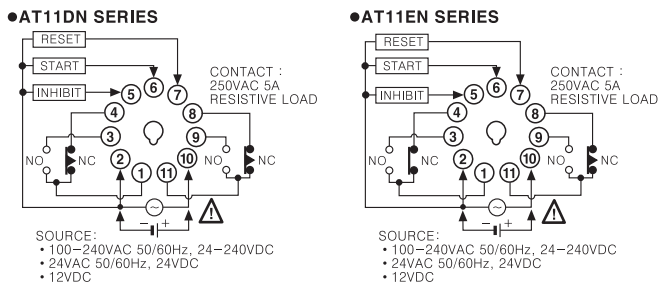 ●AT11DN SERIES
RESET
START
INHIBIT
CONTACT :
250VAC 5A
RESISTIVE LOAD
6
5
7
4
8
3
9
2
10
1
11
NO
NC
NO
NC
~
− +
SOURCE:
• 100−240VAC 50/60Hz, 24−240VDC
• 24VAC 50/60Hz, 24VDC
• 12VDC
●AT11EN SERIES
RESET
START
INHIBIT
CONTACT :
250VAC 5A
RESISTIVE LOAD
6
5
7
4
8
3
9
2
10
1
11
NO
NC
NO
NC
~
− +
SOURCE:
• 100−240VAC 50/60Hz, 24−240VDC
• 24VAC 50/60Hz, 24VDC
• 12VDC